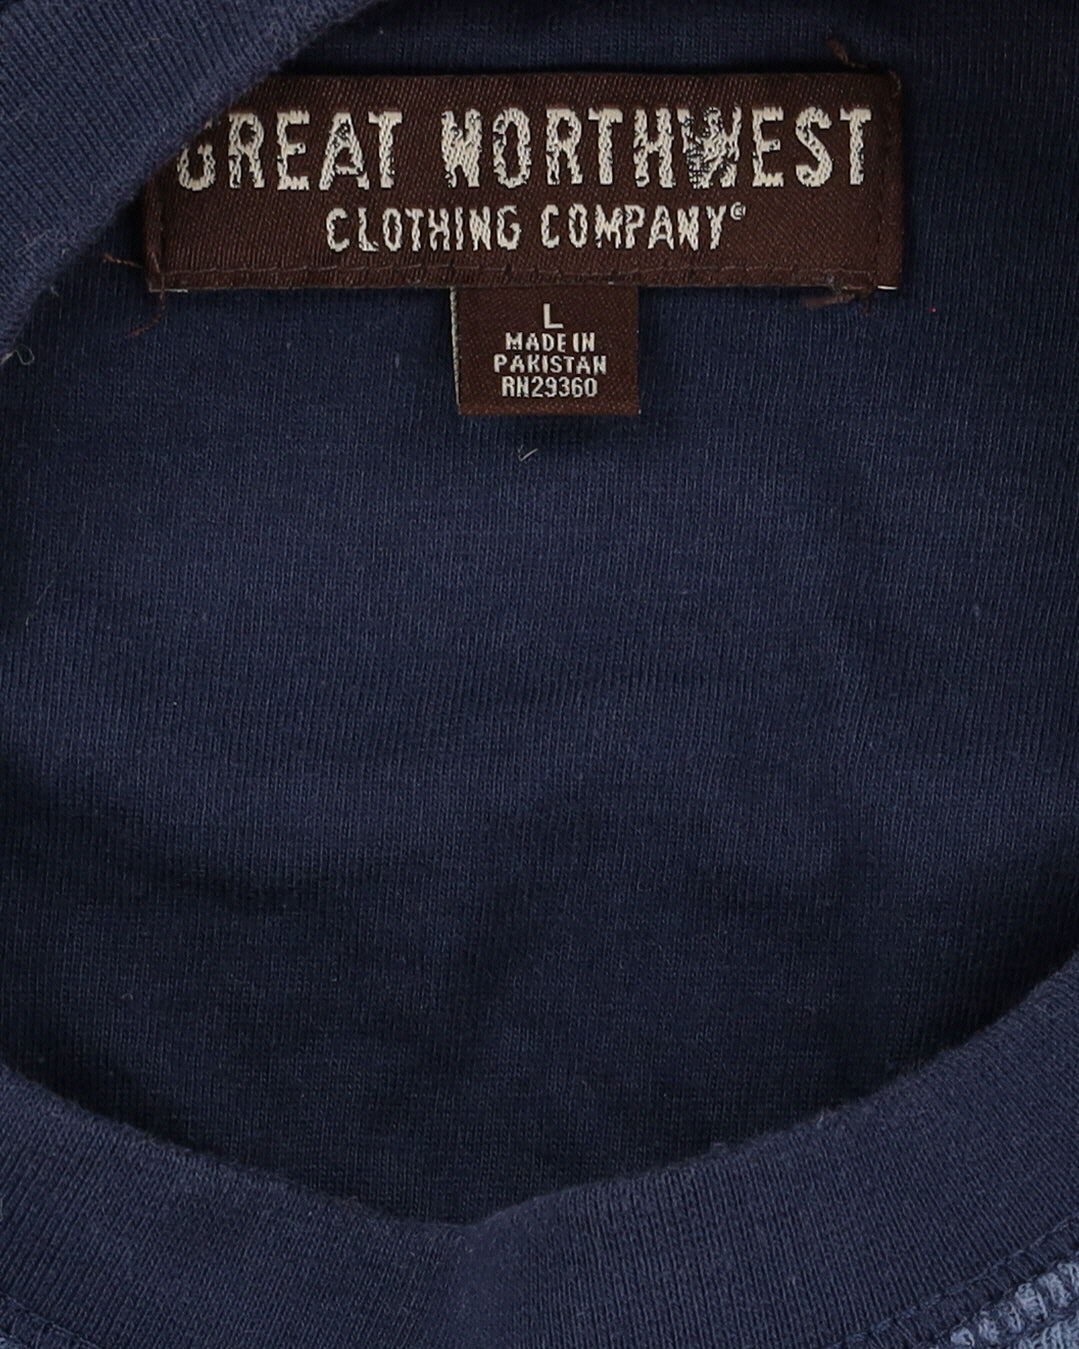 GREAT NORTHWEST
CLOTHING COMPANY®
L
MADE IN
PAKISTAN
RN29360